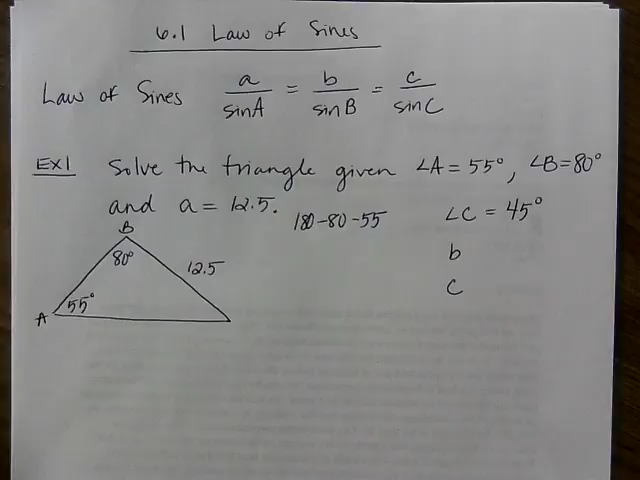 6.1 Law of Sines
Law of Sines a/sinA = b/sinB = c/sinC
EX1 Solve the triangle given ∠A = 55°, ∠B = 80°
and a = 12.5. 180-80-55 ∠C = 45°
B
80° 12.5 b
c
A 55°